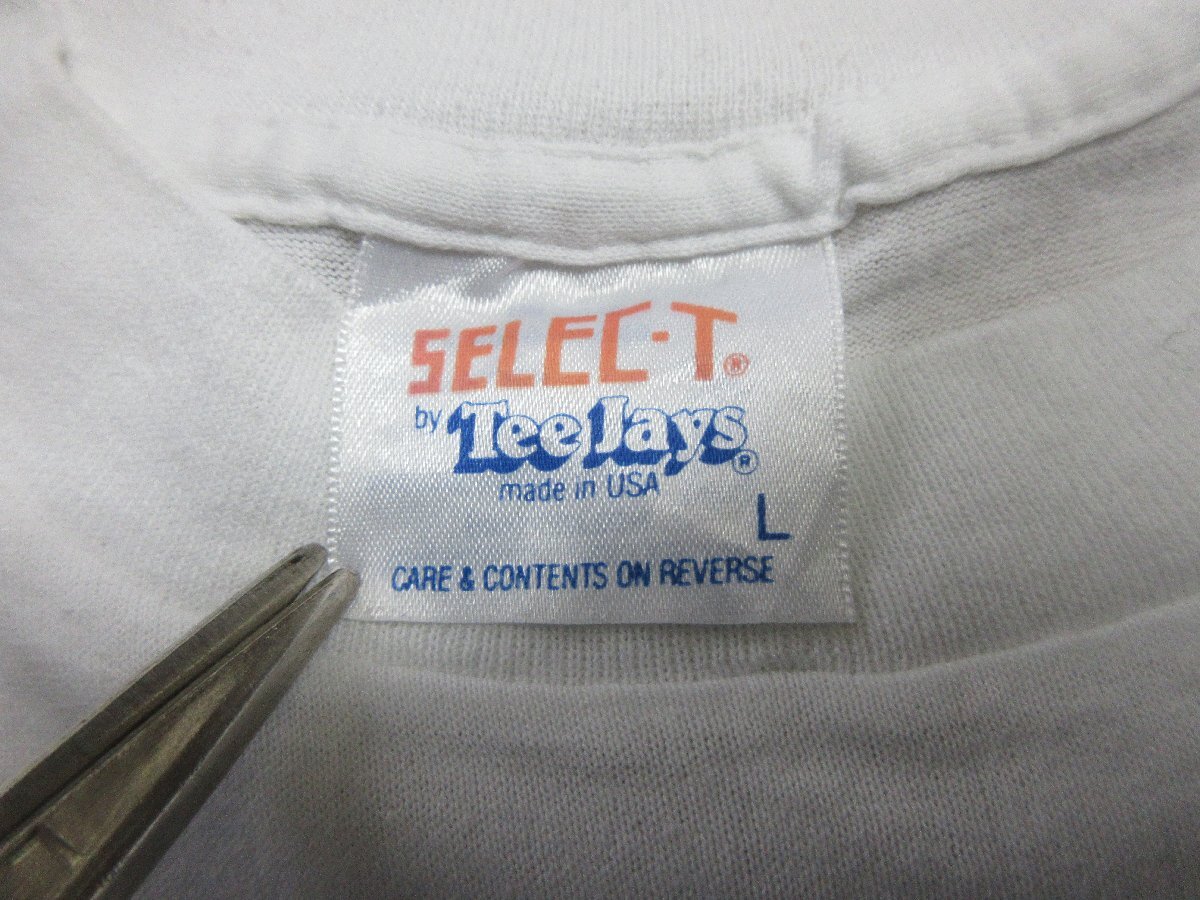 SELEC-T®
by Tee Jays®
made in USA
L
CARE & CONTENTS ON REVERSE